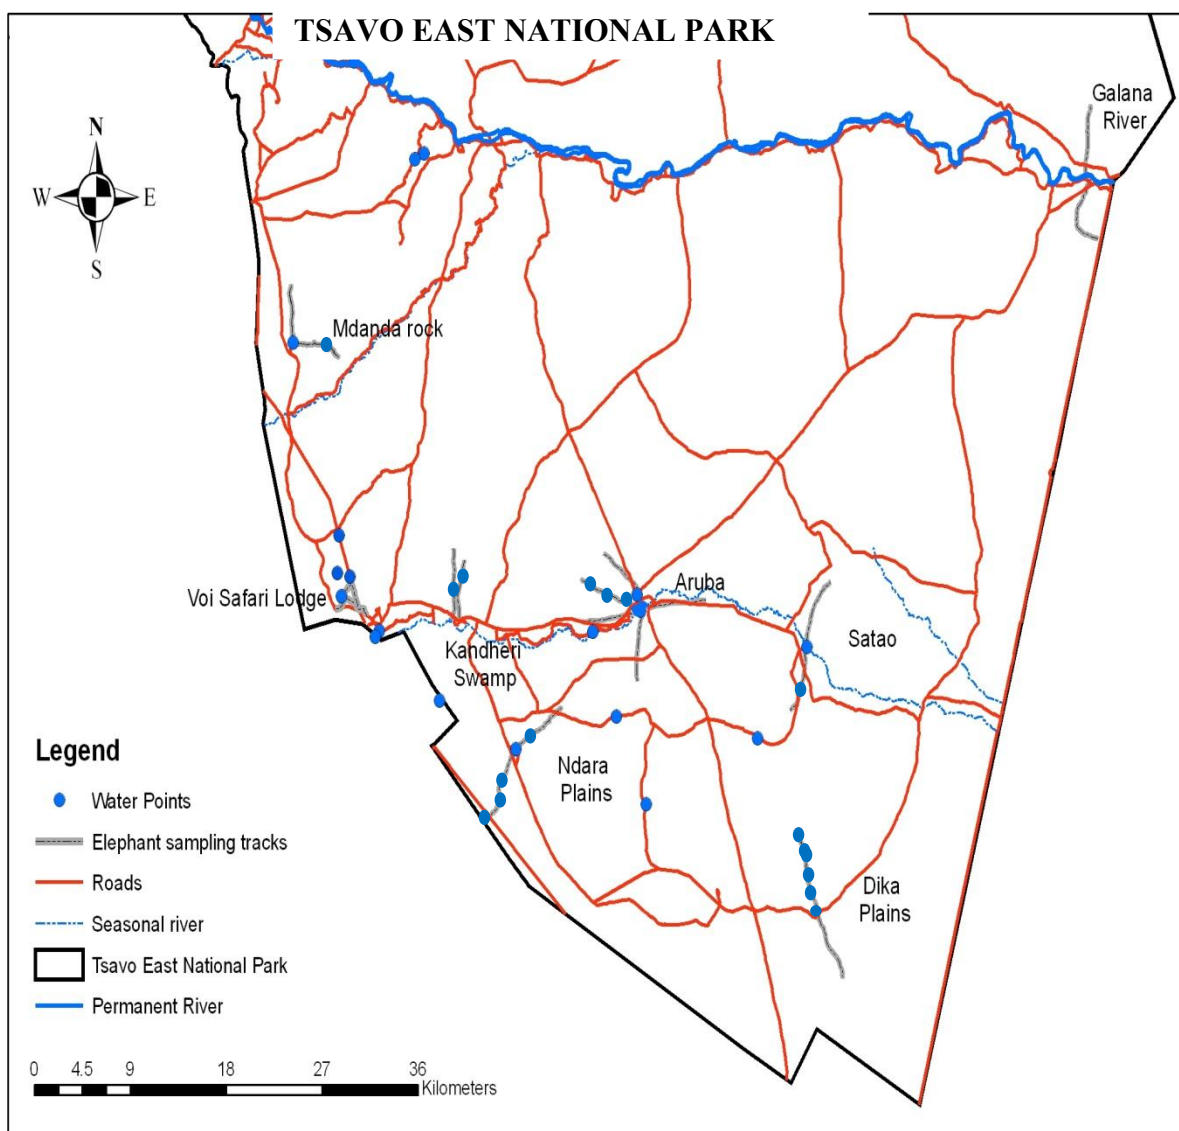 TSAVO EAST NATIONAL PARK
Galana
River
N
W
E
S
Mdanda rock
Voi Safari Lodge
Aruba
Kandheri
Swamp
Satao
Ndara
Plains
Dika
Plains
Legend
Water Points
Elephant sampling tracks
Roads
Seasonal river
Tsavo East National Park
Permanent River
0 4.5 9 18 27 36
Kilometers